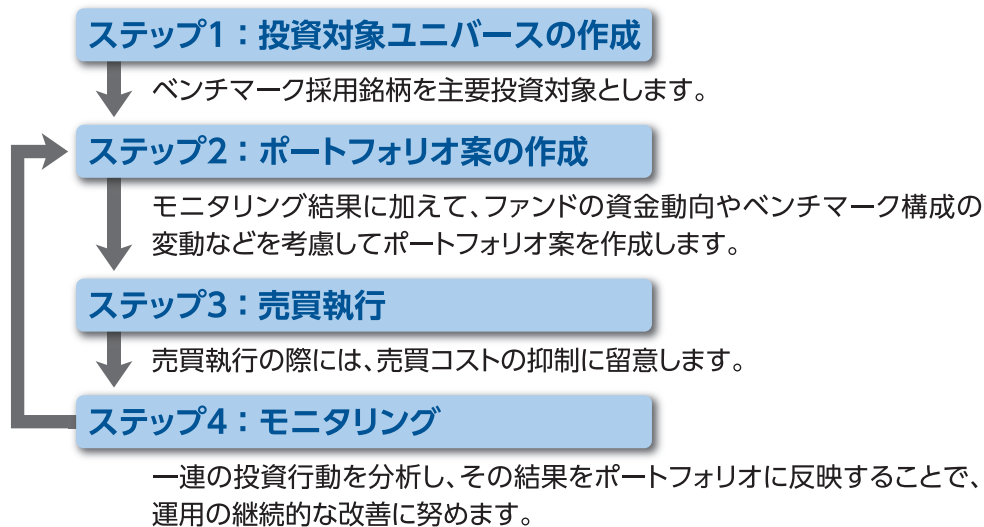 ステップ1：投資対象ユニバースの作成
ベンチマーク採用銘柄を主要投資対象とします。
ステップ2：ポートフォリオ案の作成
モニタリング結果に加えて、ファンドの資金動向やベンチマーク構成の
変動などを考慮してポートフォリオ案を作成します。
ステップ3：売買執行
売買執行の際には、売買コストの抑制に留意します。
ステップ4：モニタリング
一連の投資行動を分析し、その結果をポートフォリオに反映することで、
運用の継続的な改善に努めます。